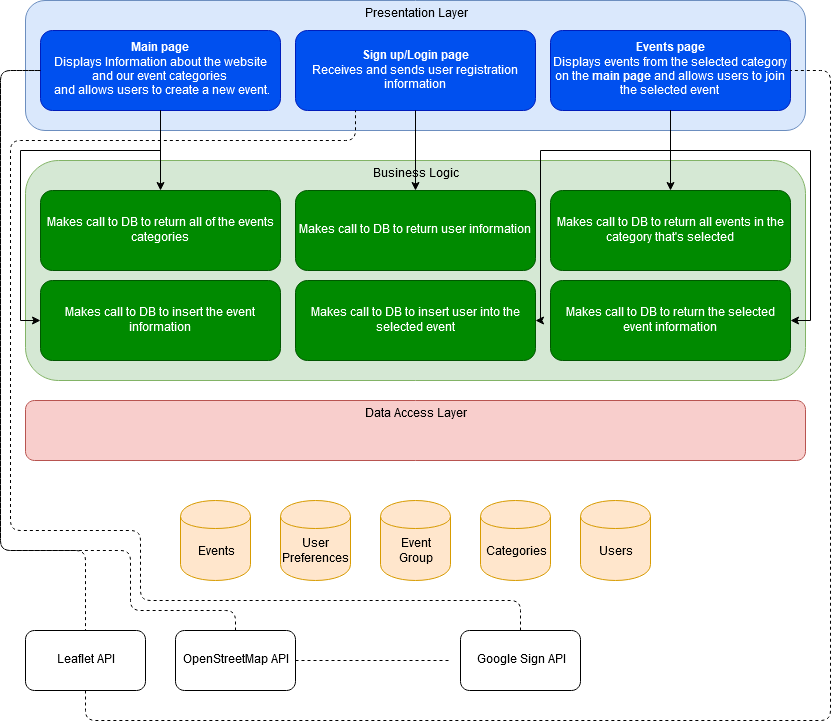 Presentation Layer
Main page
Displays Information about the website
and our event categories
and allows users to create a new event.
Sign up/Login page
Receives and sends user registration
information
Events page
Displays events from the selected category
on the main page and allows users to join
the selected event
Business Logic
Makes call to DB to return all of the events
categories
Makes call to DB to return user information
Makes call to DB to return all events in the
category that's selected
Makes call to DB to insert the event
information
Makes call to DB to insert user into the
selected event
Makes call to DB to return the selected
event information
Data Access Layer
Events
User
Preferences
Event
Group
Categories
Users
Leaflet API
OpenStreetMap API
Google Sign API